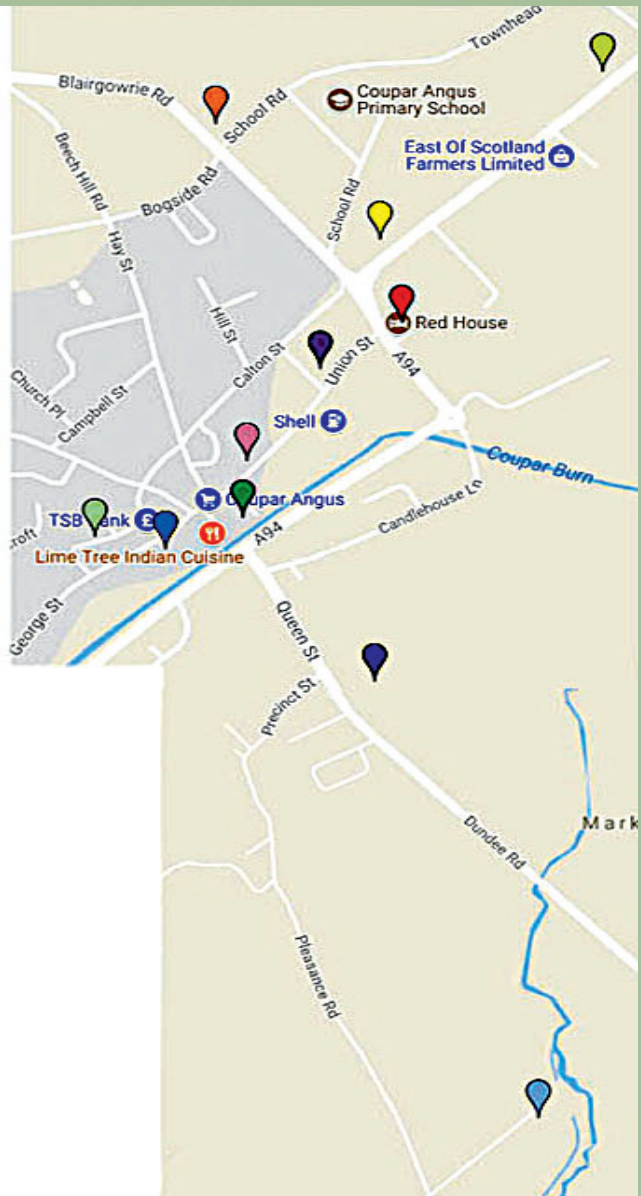 Townhead
Blairgowrie Rd
School Rd
Coupar Angus
Primary School
East Of Scotland
Farmers Limited
Beech Hill Rd
Bogside Rd
School Rd
Hay St
Hill St
Red House
Union St
A94
Calton St
Church Pl
Campbell St
Shell
Coupar Burn
Coupar Angus
TSB Bank
Candlehouse Ln
A94
croft
Lime Tree Indian Cuisine
George St
Queen St
Precinct St
Mark
Dundee Rd
Pleasance Rd